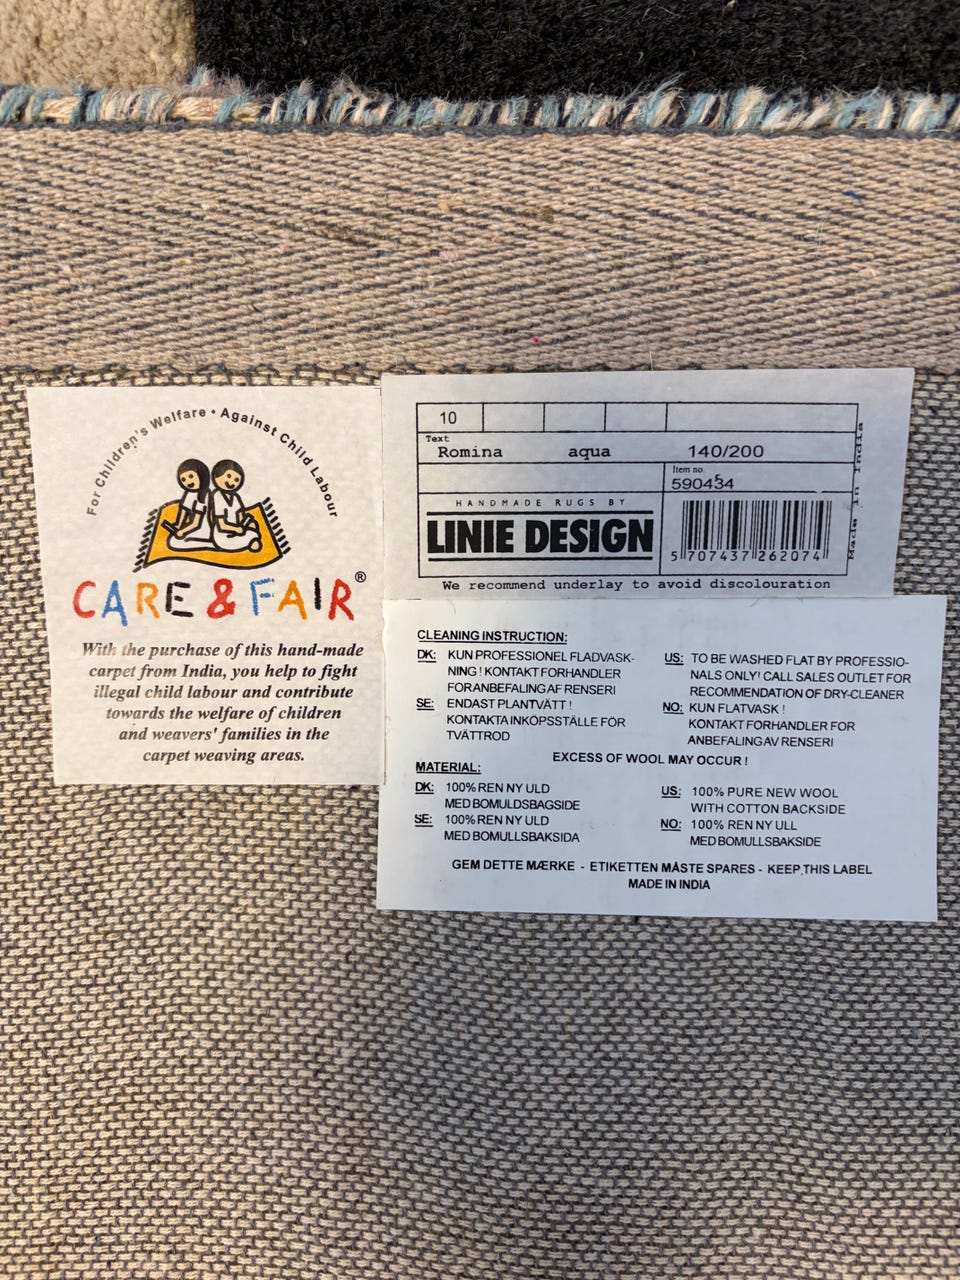 For Children's Welfare • Against Child Labour
CARE & FAIR®
With the purchase of this hand-made
carpet from India, you help to fight
illegal child labour and contribute
towards the welfare of children
and weavers' families in the
carpet weaving areas.
10
Text
Romina aqua 140/200
Item no.
590434
HANDMADE RUGS BY
LINIE DESIGN
5 707437 262074
Made in India
We recommend underlay to avoid discolouration
CLEANING INSTRUCTION:
DK: KUN PROFESSIONEL FLADVASK-
NING ! KONTAKT FORHANDLER
FORANBEFALING AF RENSERI
SE: ENDAST PLANTVÄTT !
KONTAKTA INKÖPSSTÄLLE FÖR
TVÄTTROD
US: TO BE WASHED FLAT BY PROFESSIO-
NALS ONLY! CALL SALES OUTLET FOR
RECOMMENDATION OF DRY-CLEANER
NO: KUN FLATVASK !
KONTAKT FORHANDLER FOR
ANBEFALING AV RENSERI
EXCESS OF WOOL MAY OCCUR !
MATERIAL:
DK: 100% REN NY ULD
MED BOMULDSBAGSIDE
SE: 100% REN NY ULD
MED BOMULLSBAKSIDA
US: 100% PURE NEW WOOL
WITH COTTON BACKSIDE
NO: 100% REN NY ULL
MED BOMULLSBAKSIDE
GEM DETTE MÆRKE - ETIKETTEN MÅSTE SPARES - KEEP THIS LABEL
MADE IN INDIA